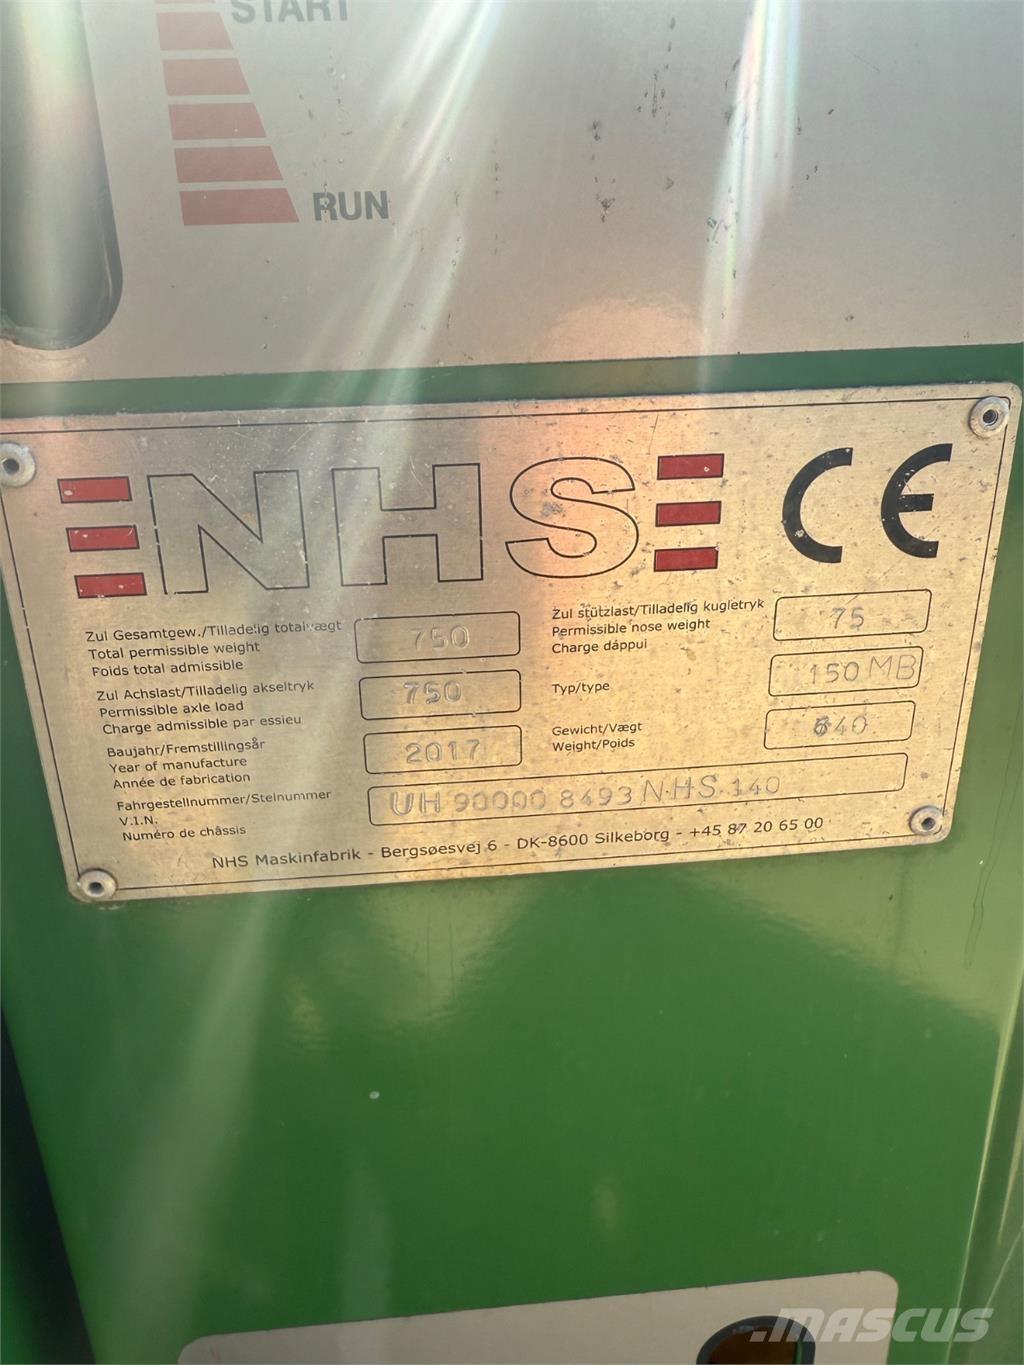 START
RUN
NHS CE
Zul Gesamtgew./Tilladelig totalvægt
Total permissible weight
Foids total admissible
750
Zul stützlast/Tilladelig kugletryk
Permissible nose weight
Charge dáppui
75
Zul Achslast/Tilladelig akseltryk
Permissible axle load
Charge admissible par essieu
750
Typ/type
150 MB
Baujahr/Fremstillingsår
Year of manufacture
Année de fabrication
2017
Gewicht/Vægt
Weight/Poids
640
Fahrgestellnummer/Stelnummer
V.I.N.
Numéro de châssis
UH 90000 8493 NHS 140
NHS Maskinfabrik - Bergsøesvej 6 - DK-8600 Silkeborg - +45 87 20 65 00
MASCUS